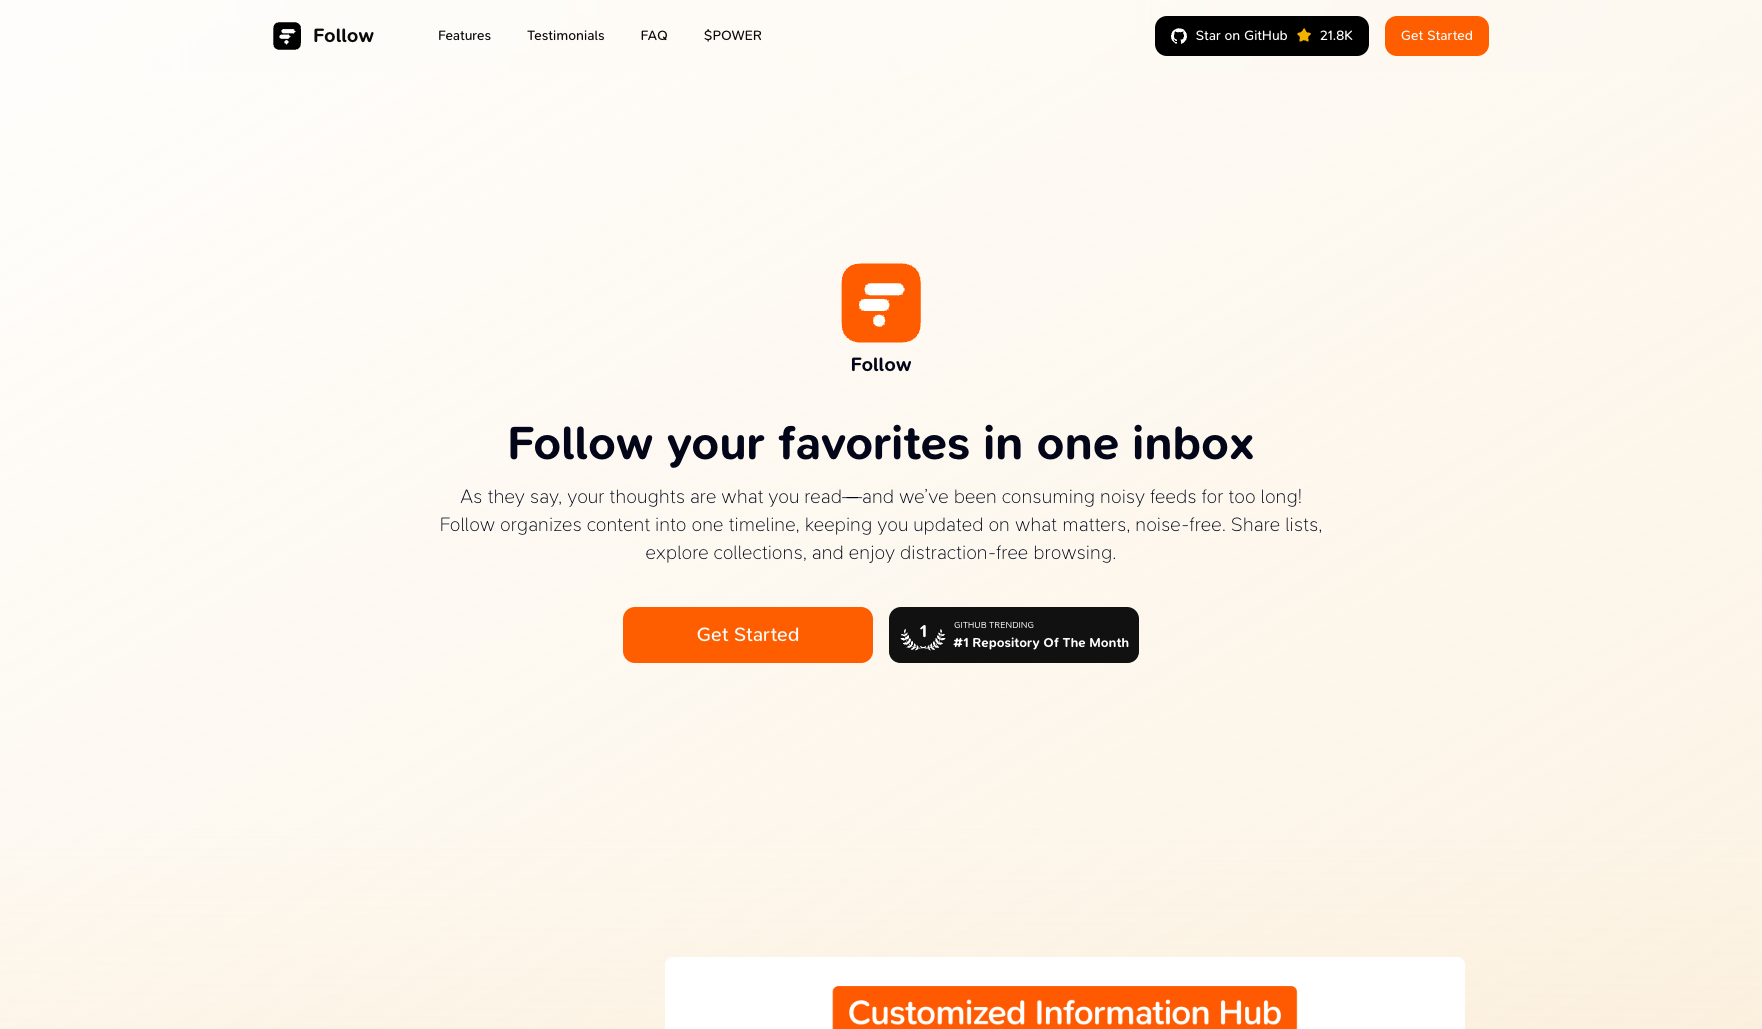 Follow
Features
Testimonials
FAQ
$POWER
Star on GitHub 21.8K
Get Started
Follow
Follow your favorites in one inbox
As they say, your thoughts are what you read—and we've been consuming noisy feeds for too long!
Follow organizes content into one timeline, keeping you updated on what matters, noise-free. Share lists,
explore collections, and enjoy distraction-free browsing.
Get Started
1
GITHUB TRENDING
#1 Repository Of The Month
Customized Information Hub